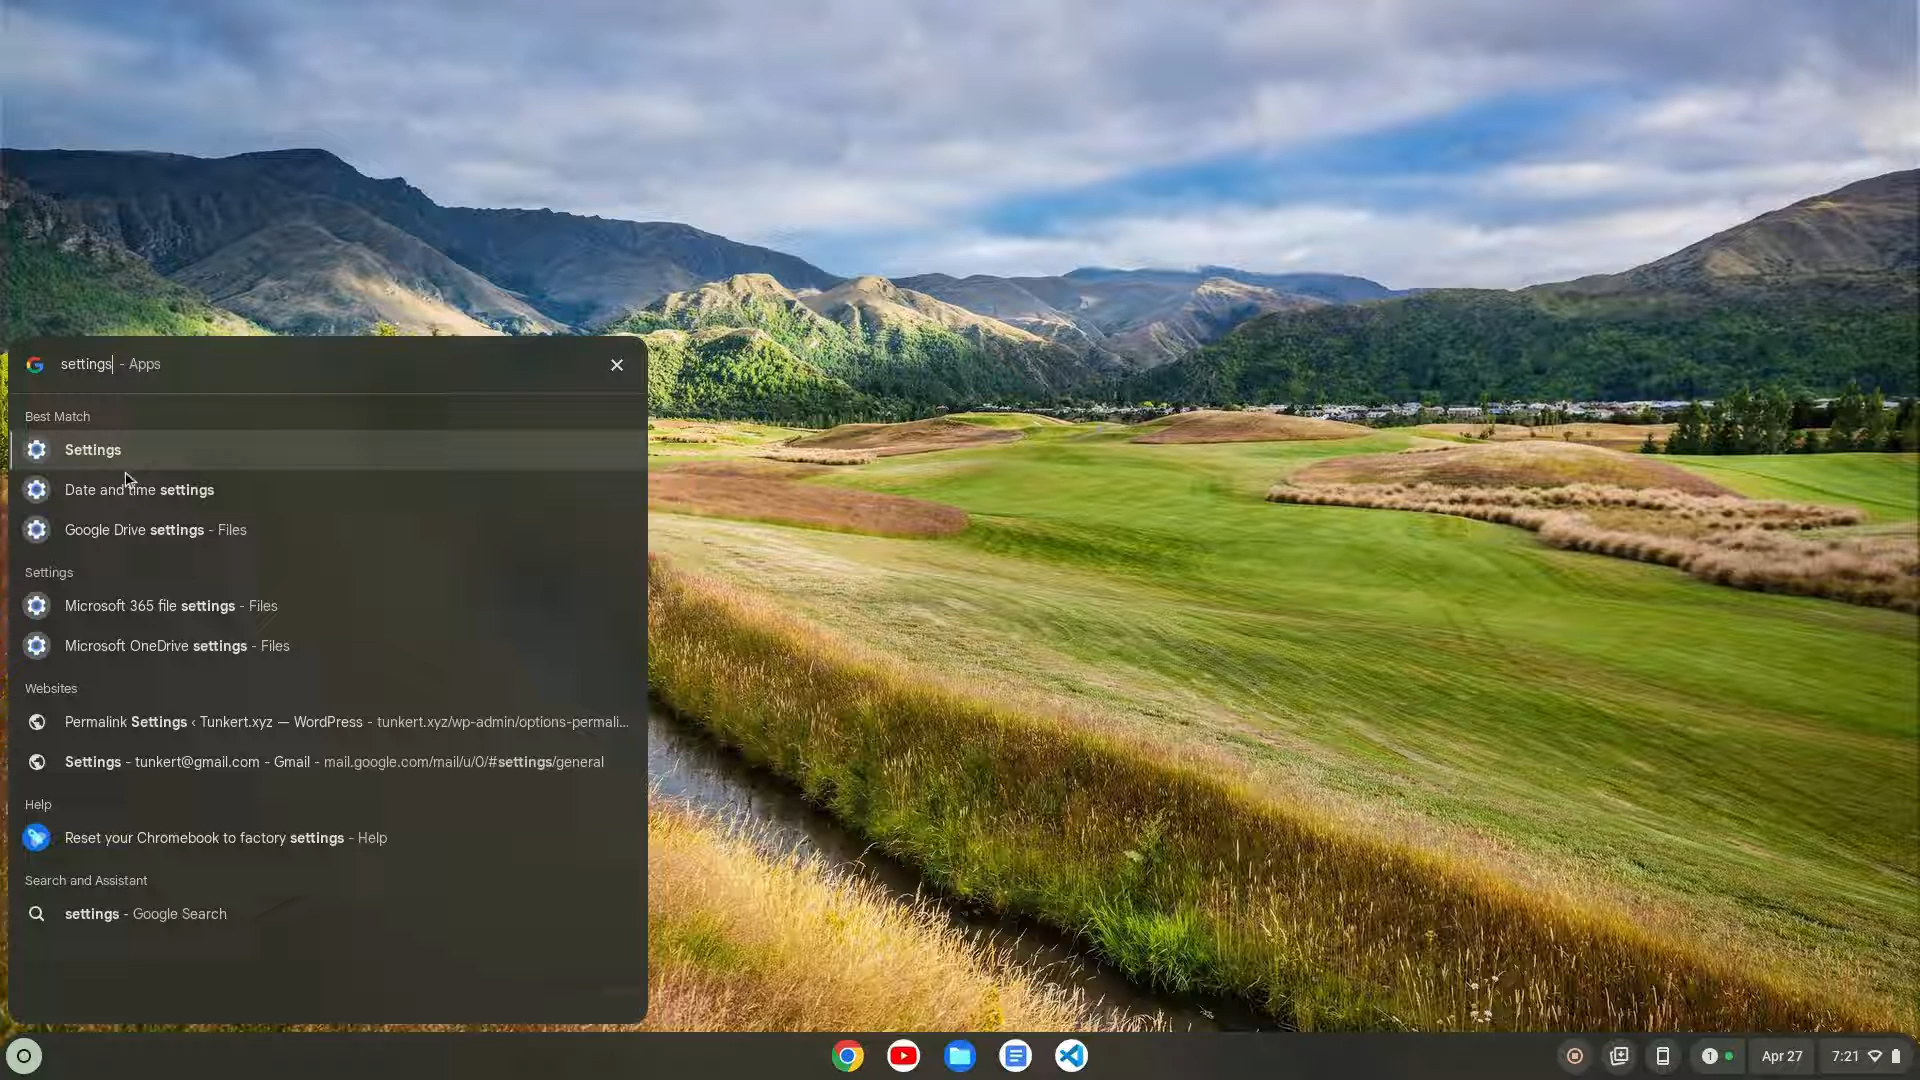 settings - Apps
Best Match
Settings
Date and time settings
Google Drive settings - Files
Settings
Microsoft 365 file settings - Files
Microsoft OneDrive settings - Files
Websites
Permalink Settings ‹ Tunkert.xyz — WordPress - tunkert.xyz/wp-admin/options-permali...
Settings - tunkert@gmail.com - Gmail - mail.google.com/mail/u/0/#settings/general
Help
Reset your Chromebook to factory settings - Help
Search and Assistant
settings - Google Search
1
Apr 27
7:21